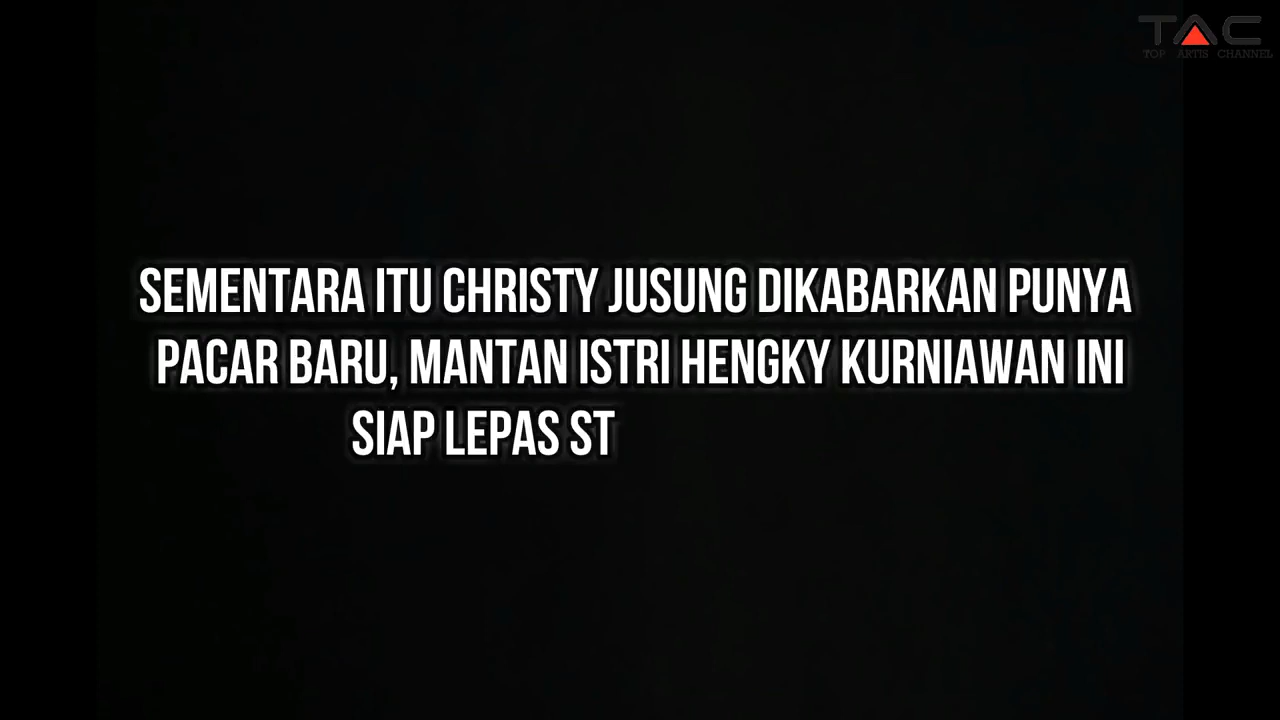 TAC
TOP ARTIS CHANNEL
SEMENTARA ITU CHRISTY JUSUNG DIKABARKAN PUNYA
PACAR BARU, MANTAN ISTRI HENGKY KURNIAWAN INI
SIAP LEPAS ST